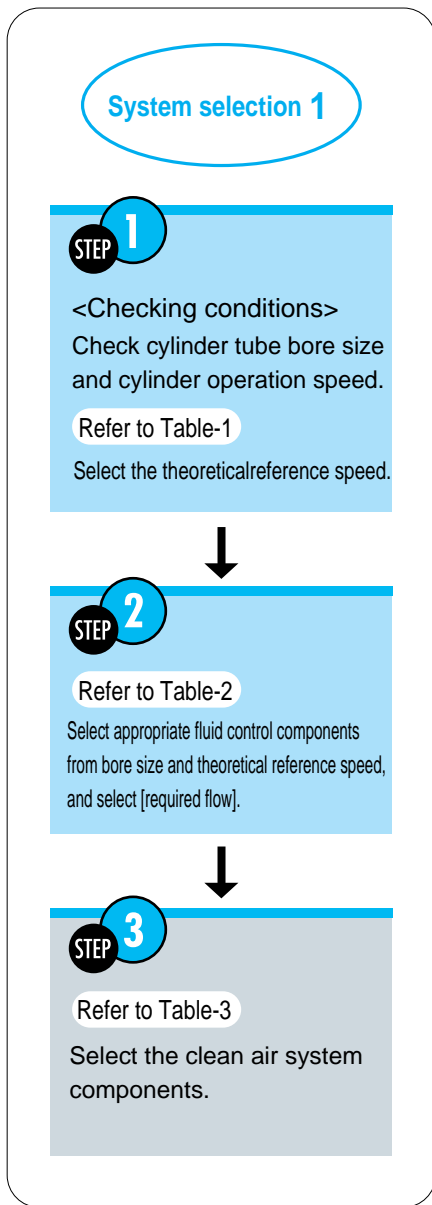 System selection 1
STEP 1
<Checking conditions>
Check cylinder tube bore size
and cylinder operation speed.
Refer to Table-1
Select the theoreticalreference speed.
STEP 2
Refer to Table-2
Select appropriate fluid control components
from bore size and theoretical reference speed,
and select [required flow].
STEP 3
Refer to Table-3
Select the clean air system
components.